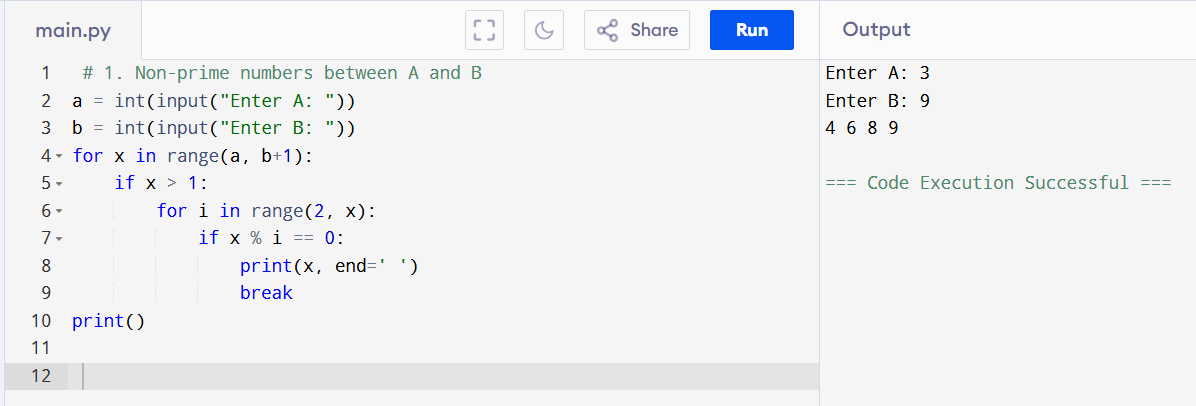 main.py Share Run Output
1 # 1. Non-prime numbers between A and B
2 a = int(input("Enter A: "))
3 b = int(input("Enter B: "))
4 for x in range(a, b+1):
5     if x > 1:
6         for i in range(2, x):
7             if x % i == 0:
8                 print(x, end=' ')
9                 break
10 print()
11
12
Enter A: 3
Enter B: 9
4 6 8 9
=== Code Execution Successful ===